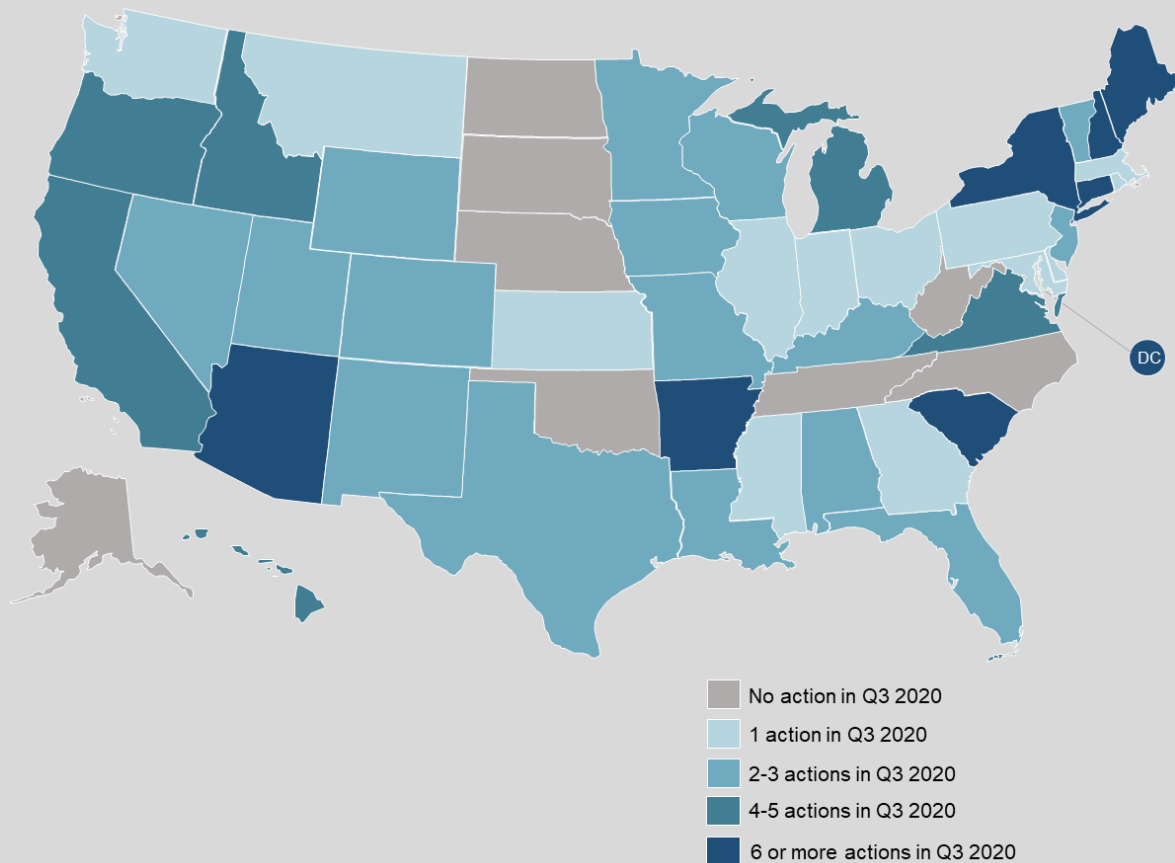 DC
No action in Q3 2020
1 action in Q3 2020
2-3 actions in Q3 2020
4-5 actions in Q3 2020
6 or more actions in Q3 2020